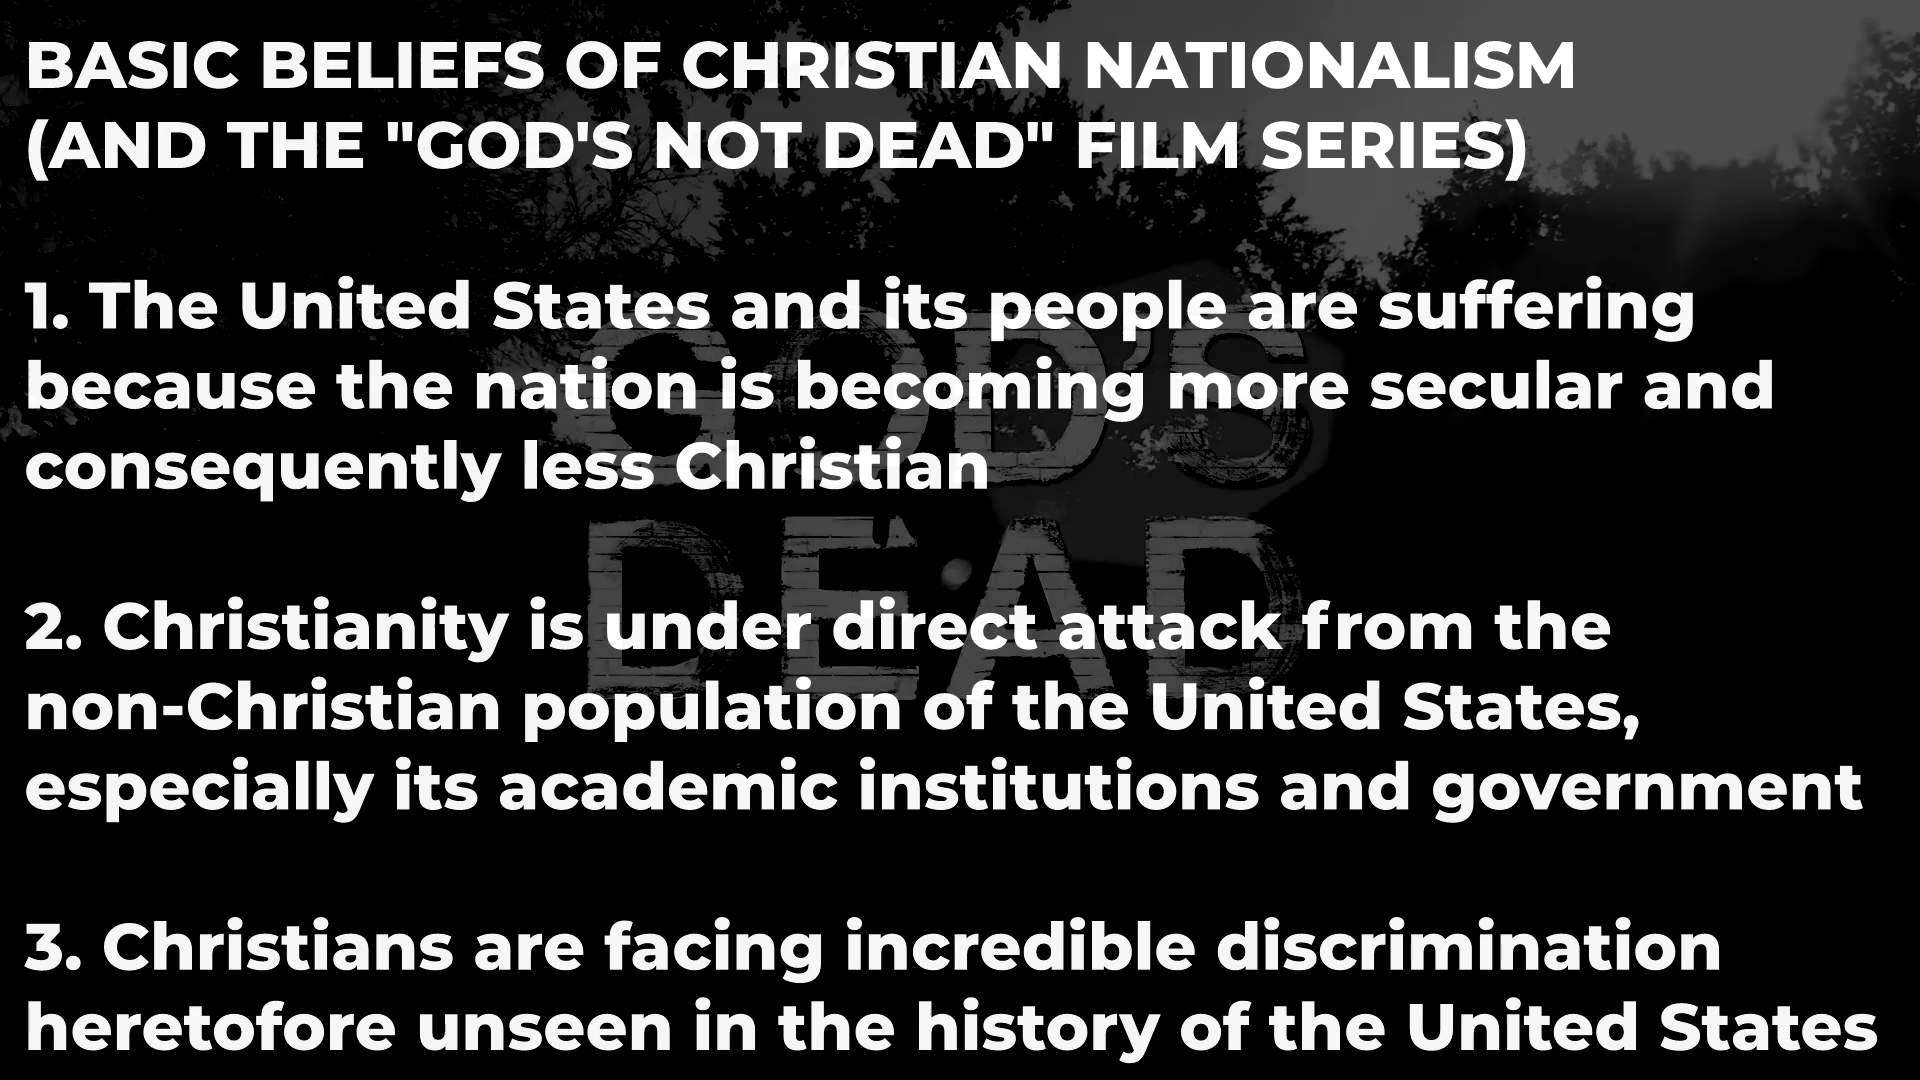 BASIC BELIEFS OF CHRISTIAN NATIONALISM
(AND THE "GOD'S NOT DEAD" FILM SERIES)
1. The United States and its people are suffering
because the nation is becoming more secular and
consequently less Christian
GOD'S
DEAD
2. Christianity is under direct attack from the
non-Christian population of the United States,
especially its academic institutions and government
3. Christians are facing incredible discrimination
heretofore unseen in the history of the United States